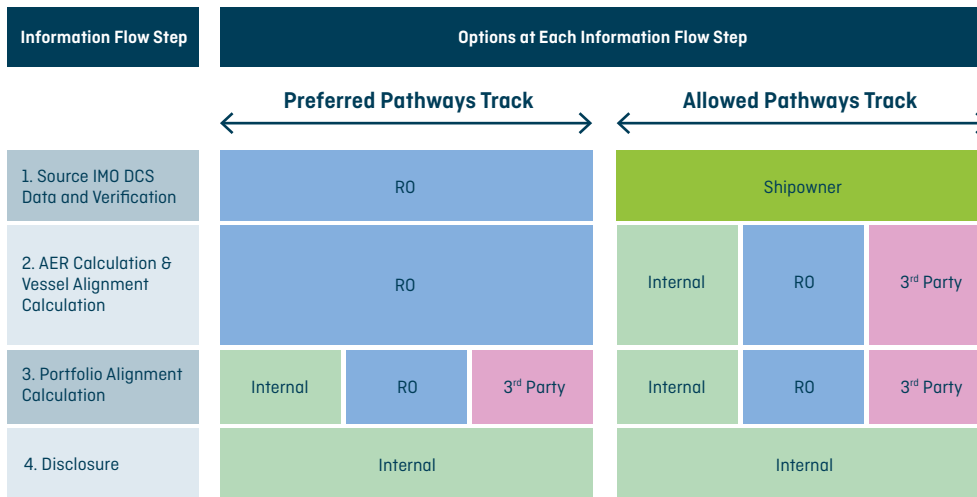 Information Flow Step
Options at Each Information Flow Step
Preferred Pathways Track
Allowed Pathways Track
1. Source IMO DCS
Data and Verification
RO
Shipowner
2. AER Calculation &
Vessel Alignment
Calculation
RO
Internal
RO
3rd Party
3. Portfolio Alignment
Calculation
Internal
RO
3rd Party
Internal
RO
3rd Party
4. Disclosure
Internal
Internal